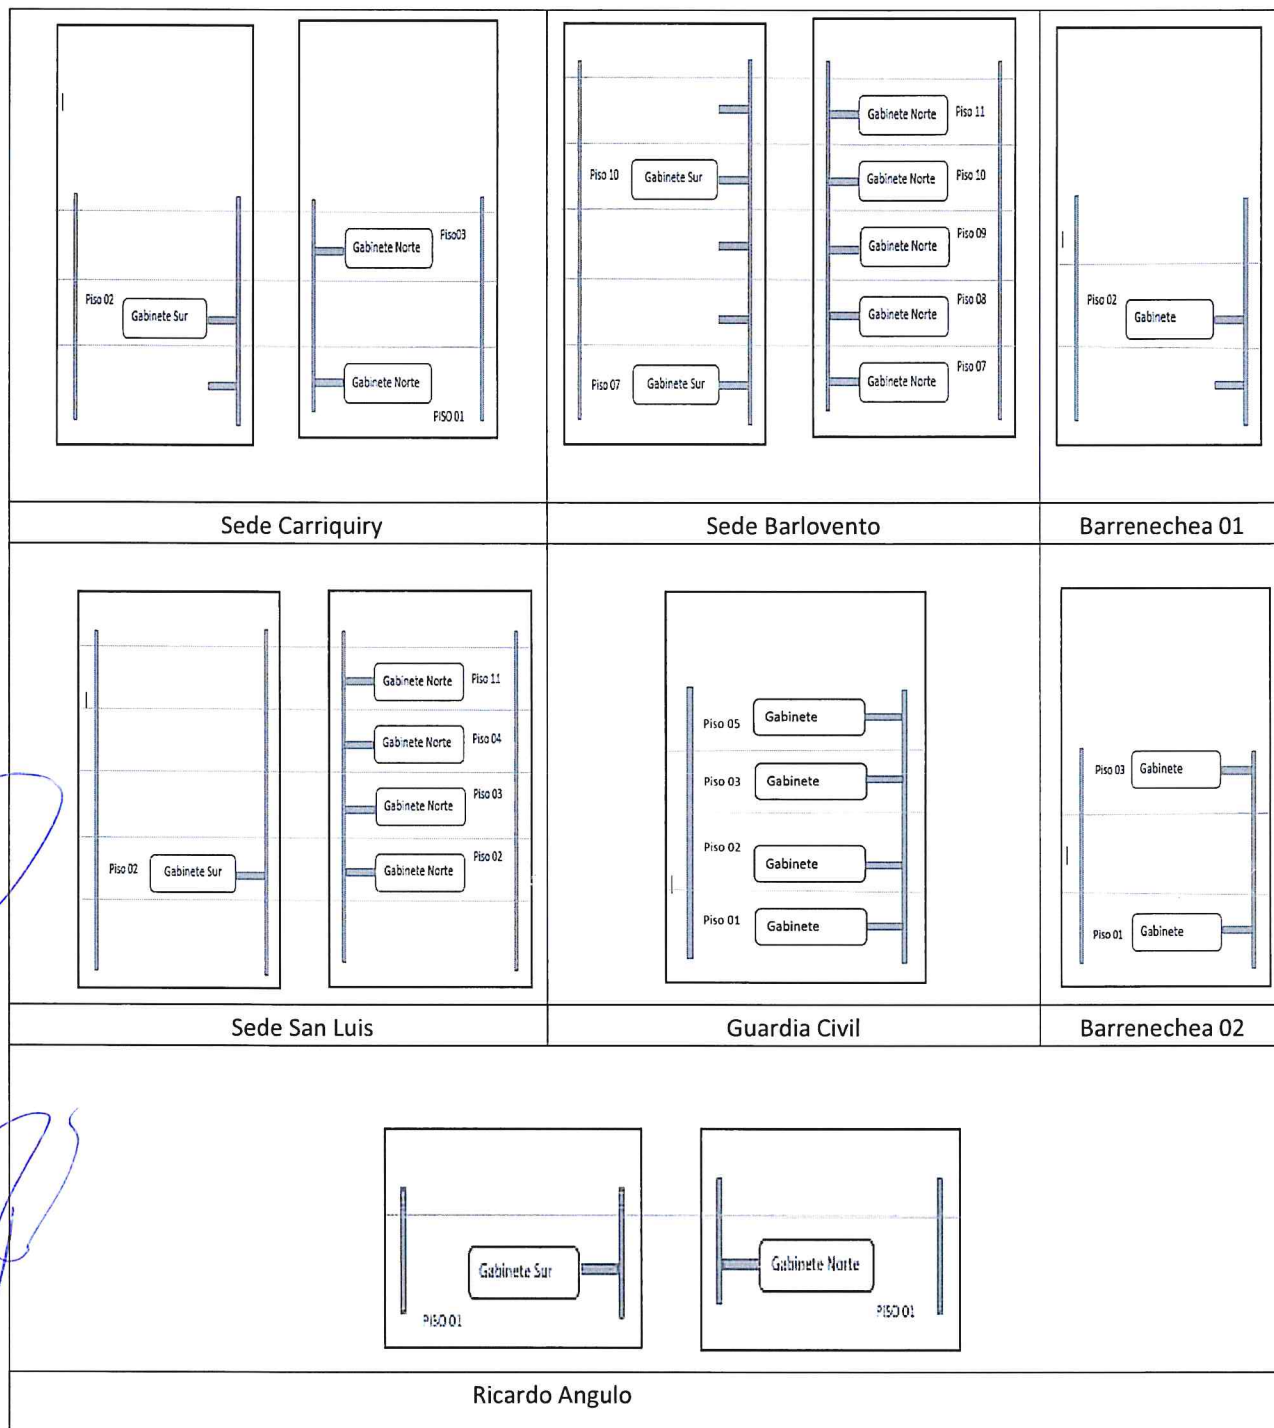 Piso 02
Gabinete Sur
Gabinete Norte
Piso03
Gabinete Norte
PISO 01
Piso 10
Gabinete Sur
Piso 07
Gabinete Sur
Gabinete Norte
Piso 11
Gabinete Norte
Piso 10
Gabinete Norte
Piso 09
Gabinete Norte
Piso 08
Gabinete Norte
Piso 07
Piso 02
Gabinete
Sede Carriquiry
Sede Barlovento
Barrenechea 01
Piso 02
Gabinete Sur
Gabinete Norte
Piso 11
Gabinete Norte
Piso 04
Gabinete Norte
Piso 03
Gabinete Norte
Piso 02
Piso 05
Gabinete
Piso 03
Gabinete
Piso 02
Gabinete
Piso 01
Gabinete
Piso 03
Gabinete
Piso 01
Gabinete
Sede San Luis
Guardia Civil
Barrenechea 02
Gabinete Sur
PISO 01
Gabinete Norte
PISO 01
Ricardo Angulo